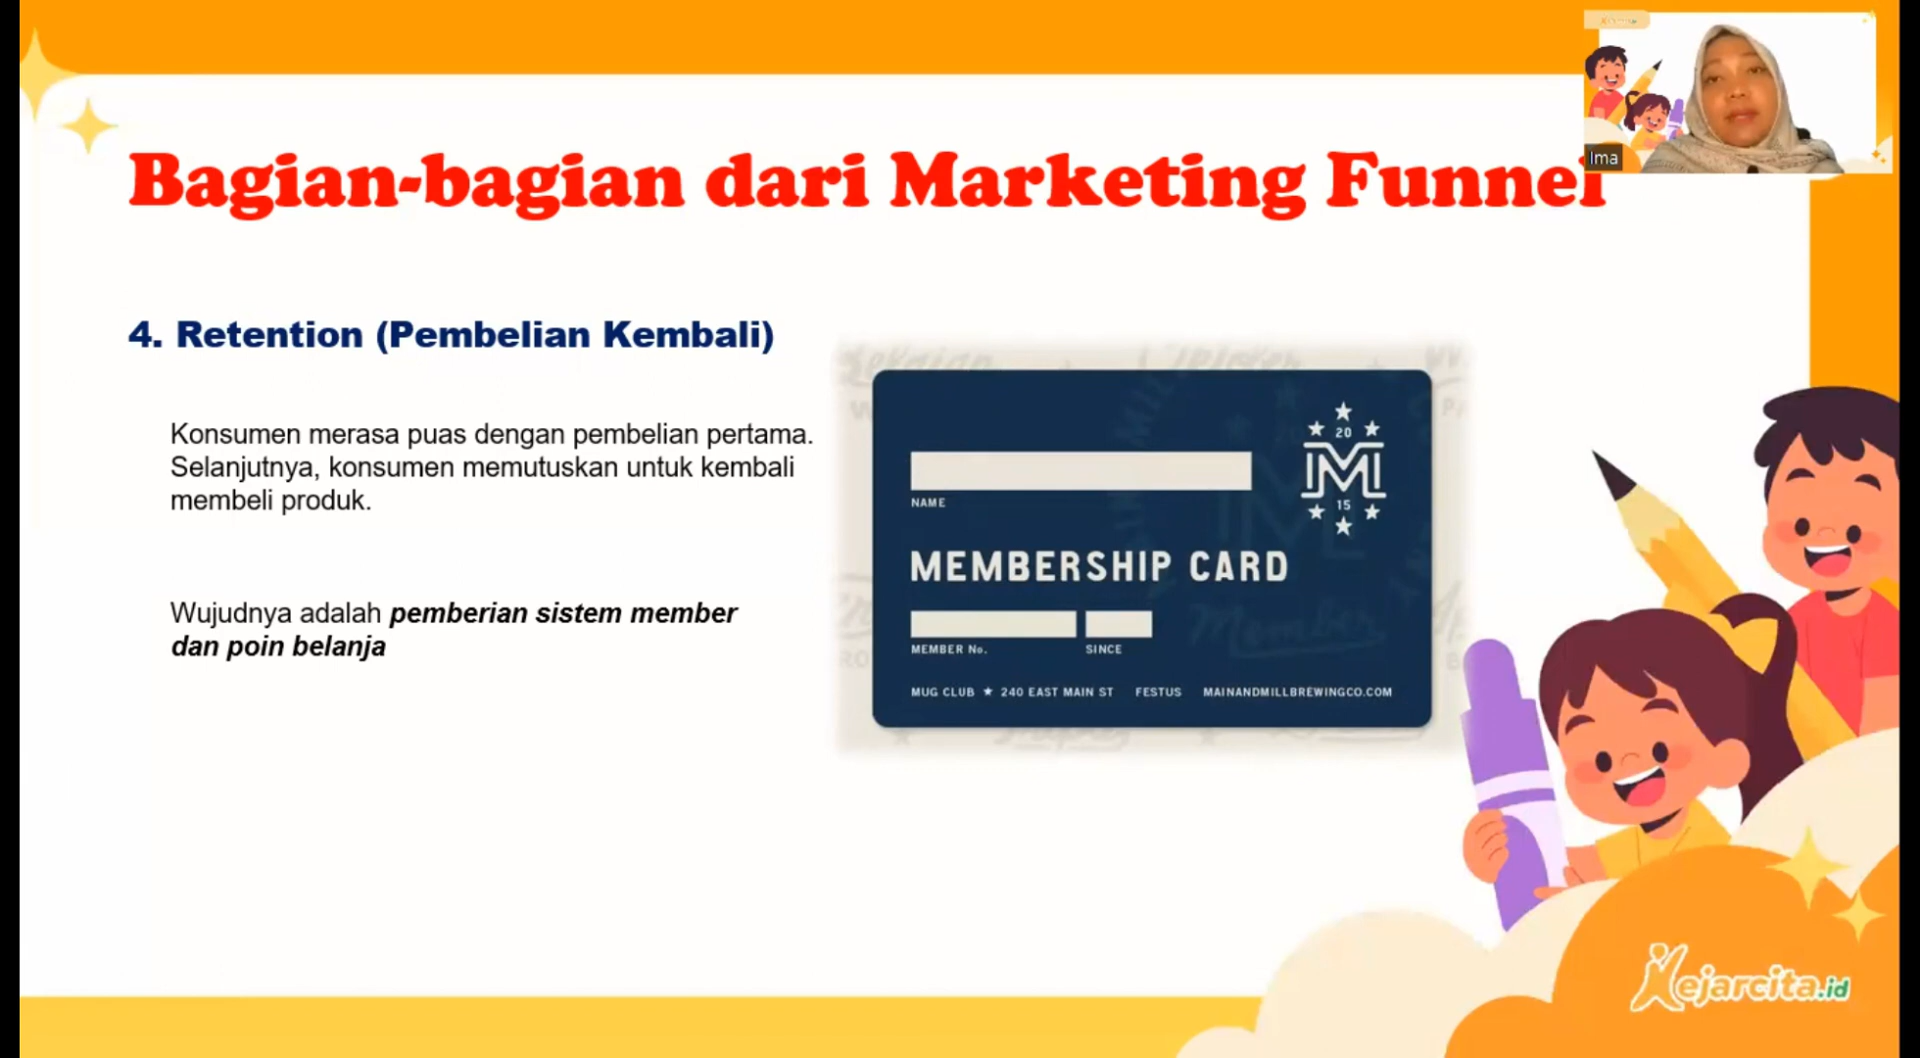 Ima
Bagian-bagian dari Marketing Funnel
4. Retention (Pembelian Kembali)
Konsumen merasa puas dengan pembelian pertama.
Selanjutnya, konsumen memutuskan untuk kembali
membeli produk.
Wujudnya adalah pemberian sistem member
dan poin belanja
20
M
15
NAME
MEMBERSHIP CARD
Member
MEMBER No. SINCE
MUG CLUB ★ 240 EAST MAIN ST FESTUS MAINANDMILLBREWINGCO.COM
Kejarcita.id